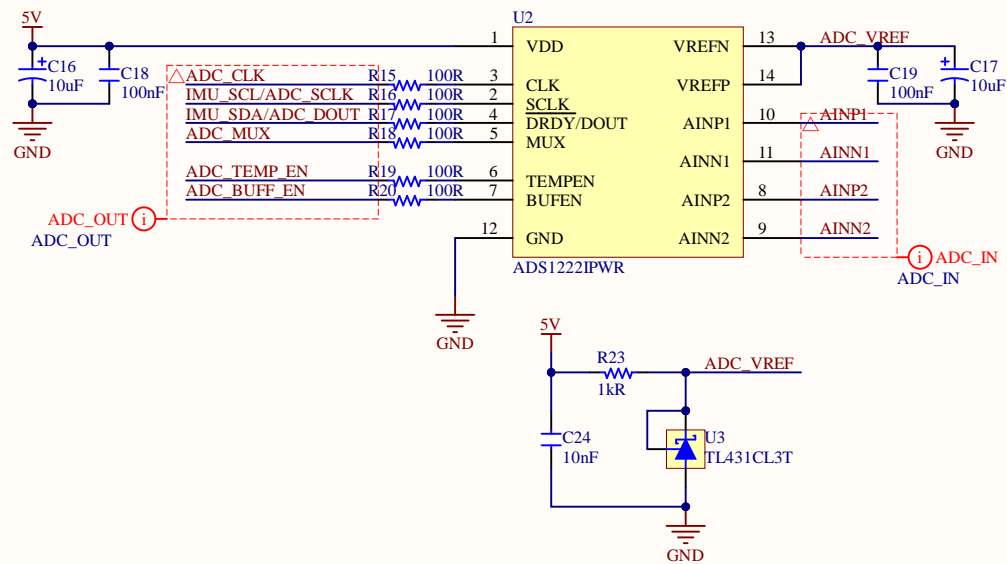 5V
C16
10uF
C18
100nF
GND
ADC_CLK
R15
100R
IMU_SCL/ADC_SCLK
R16
100R
IMU_SDA/ADC_DOUT
R17
100R
ADC_MUX
R18
100R
ADC_TEMP_EN
R19
100R
ADC_BUFF_EN
R20
100R
ADC_OUT
i
ADC_OUT
U2
1
VDD
3
CLK
2
SCLK
4
DRDY/DOUT
5
MUX
6
TEMPEN
7
BUFEN
12
GND
VREFN
13
VREFP
14
AINP1
10
AINN1
11
AINP2
8
AINN2
9
ADS1222IPWR
GND
ADC_VREF
C19
100nF
C17
10uF
GND
AINP1
AINN1
AINP2
AINN2
i
ADC_IN
ADC_IN
5V
R23
1kR
ADC_VREF
C24
10nF
U3
TL431CL3T
GND